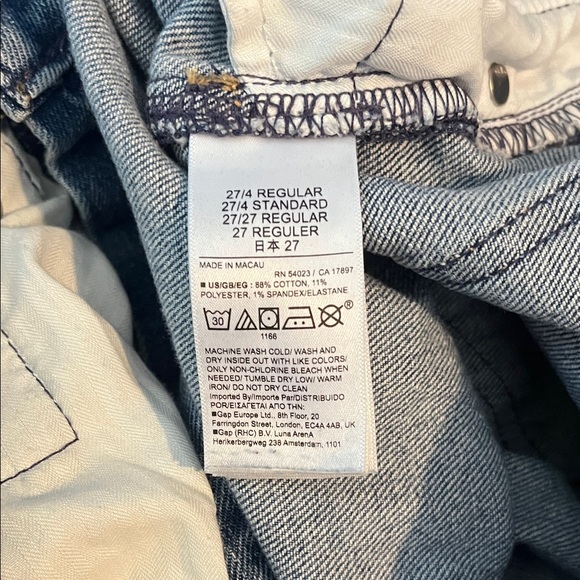 27/4 REGULAR
27/4 STANDARD
27/27 REGULAR
27 REGULER
日本 27
MADE IN MACAU
RN 54023 / CA 17897
■ US/GB/EG : 88% COTTON, 11%
POLYESTER, 1% SPANDEX/ELASTANE
30
®
1166
MACHINE WASH COLD/ WASH AND
DRY INSIDE OUT WITH LIKE COLORS/
ONLY NON-CHLORINE BLEACH WHEN
NEEDED/ TUMBLE DRY LOW/ WARM
IRON/ DO NOT DRY CLEAN
Imported By/Importe Par/DISTRIBUIDO
POR/ΕΙΣΑΓΕΤΑΙ ΑΠΟ ΤΗΝ:
■Gap Europe Ltd., 8th Floor, 20
Farringdon Street, London, EC4A 4AB, UK
■Gap (RHC) B.V. Luna ArenA
Herikerbergweg 238 Amsterdam, 1101